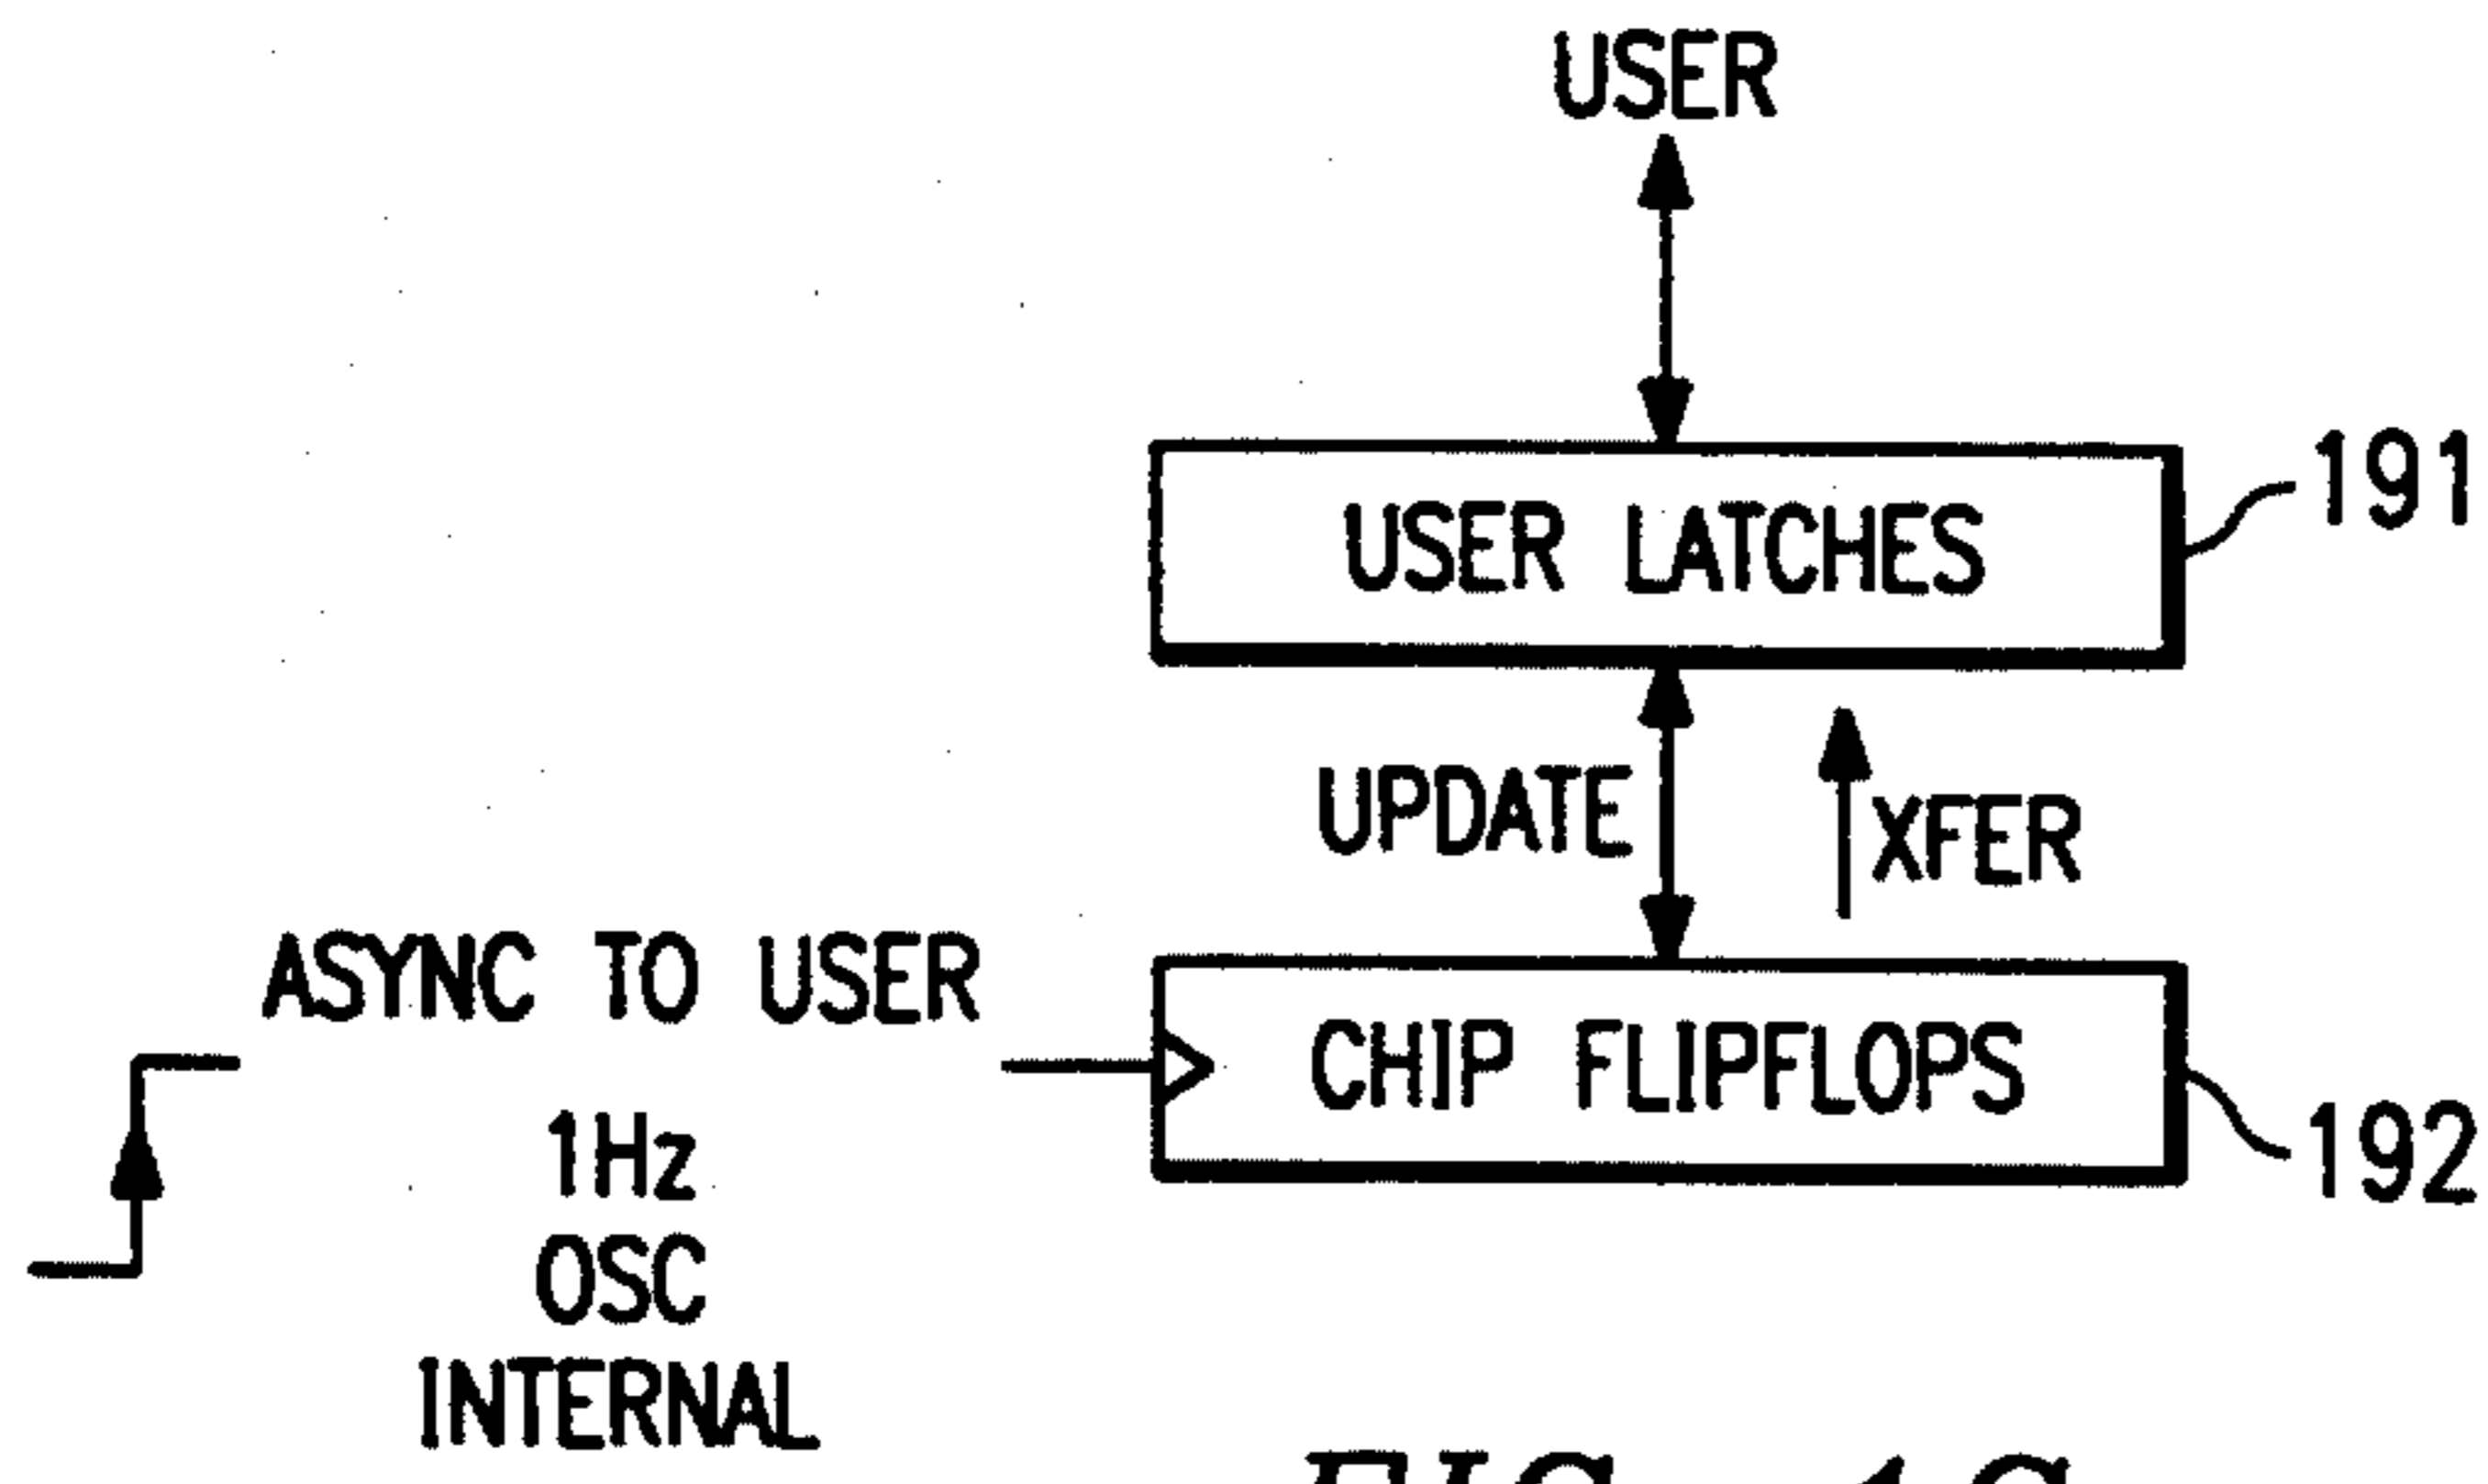 USER
USER LATCHES
191
UPDATE
XFER
ASYNC TO USER
CHIP FLIPFLOPS
1Hz
192
OSC
INTERNAL